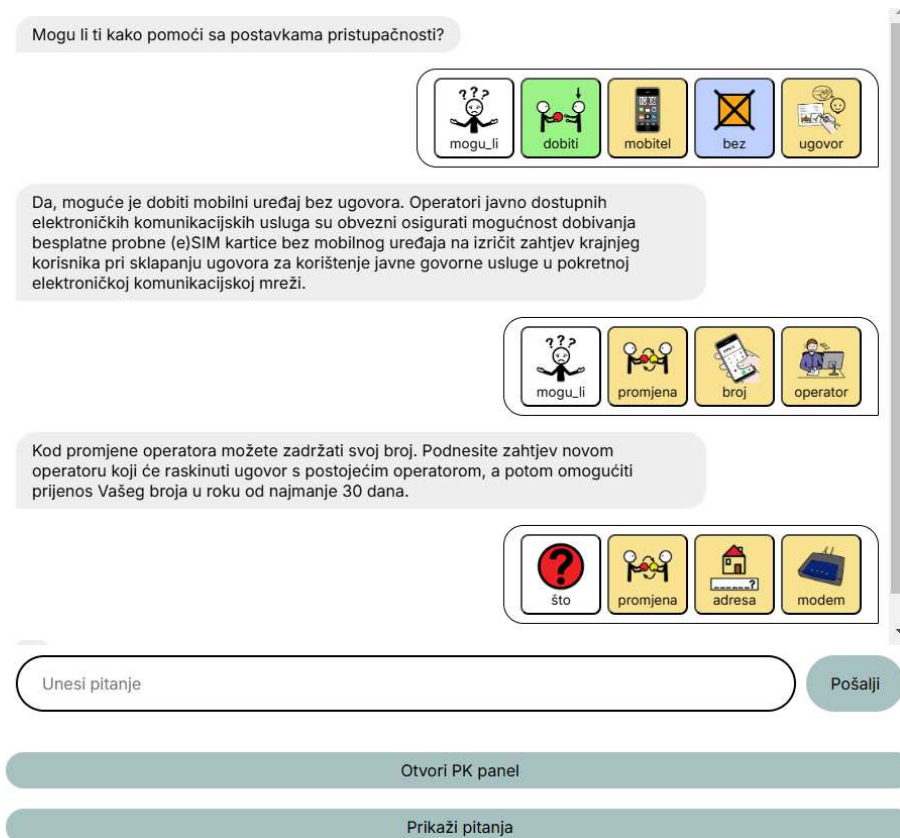 Mogu li ti kako pomoći sa postavkama pristupačnosti?
???
mogu_li
dobiti
mobitel
bez
ugovor
Da, moguće je dobiti mobilni uređaj bez ugovora. Operatori javno dostupnih
elektroničkih komunikacijskih usluga su obvezni osigurati mogućnost dobivanja
besplatne probne (e)SIM kartice bez mobilnog uređaja na izričit zahtjev krajnjeg
korisnika pri sklapanju ugovora za korištenje javne govorne usluge u pokretnoj
elektroničkoj komunikacijskoj mreži.
???
mogu_li
promjena
broj
operator
Kod promjene operatora možete zadržati svoj broj. Podnesite zahtjev novom
operatoru koji će raskinuti ugovor s postojećim operatorom, a potom omogućiti
prijenos Vašeg broja u roku od najmanje 30 dana.
?
što
promjena
?
adresa
modem
Unesi pitanje
Pošalji
Otvori PK panel
Prikaži pitanja